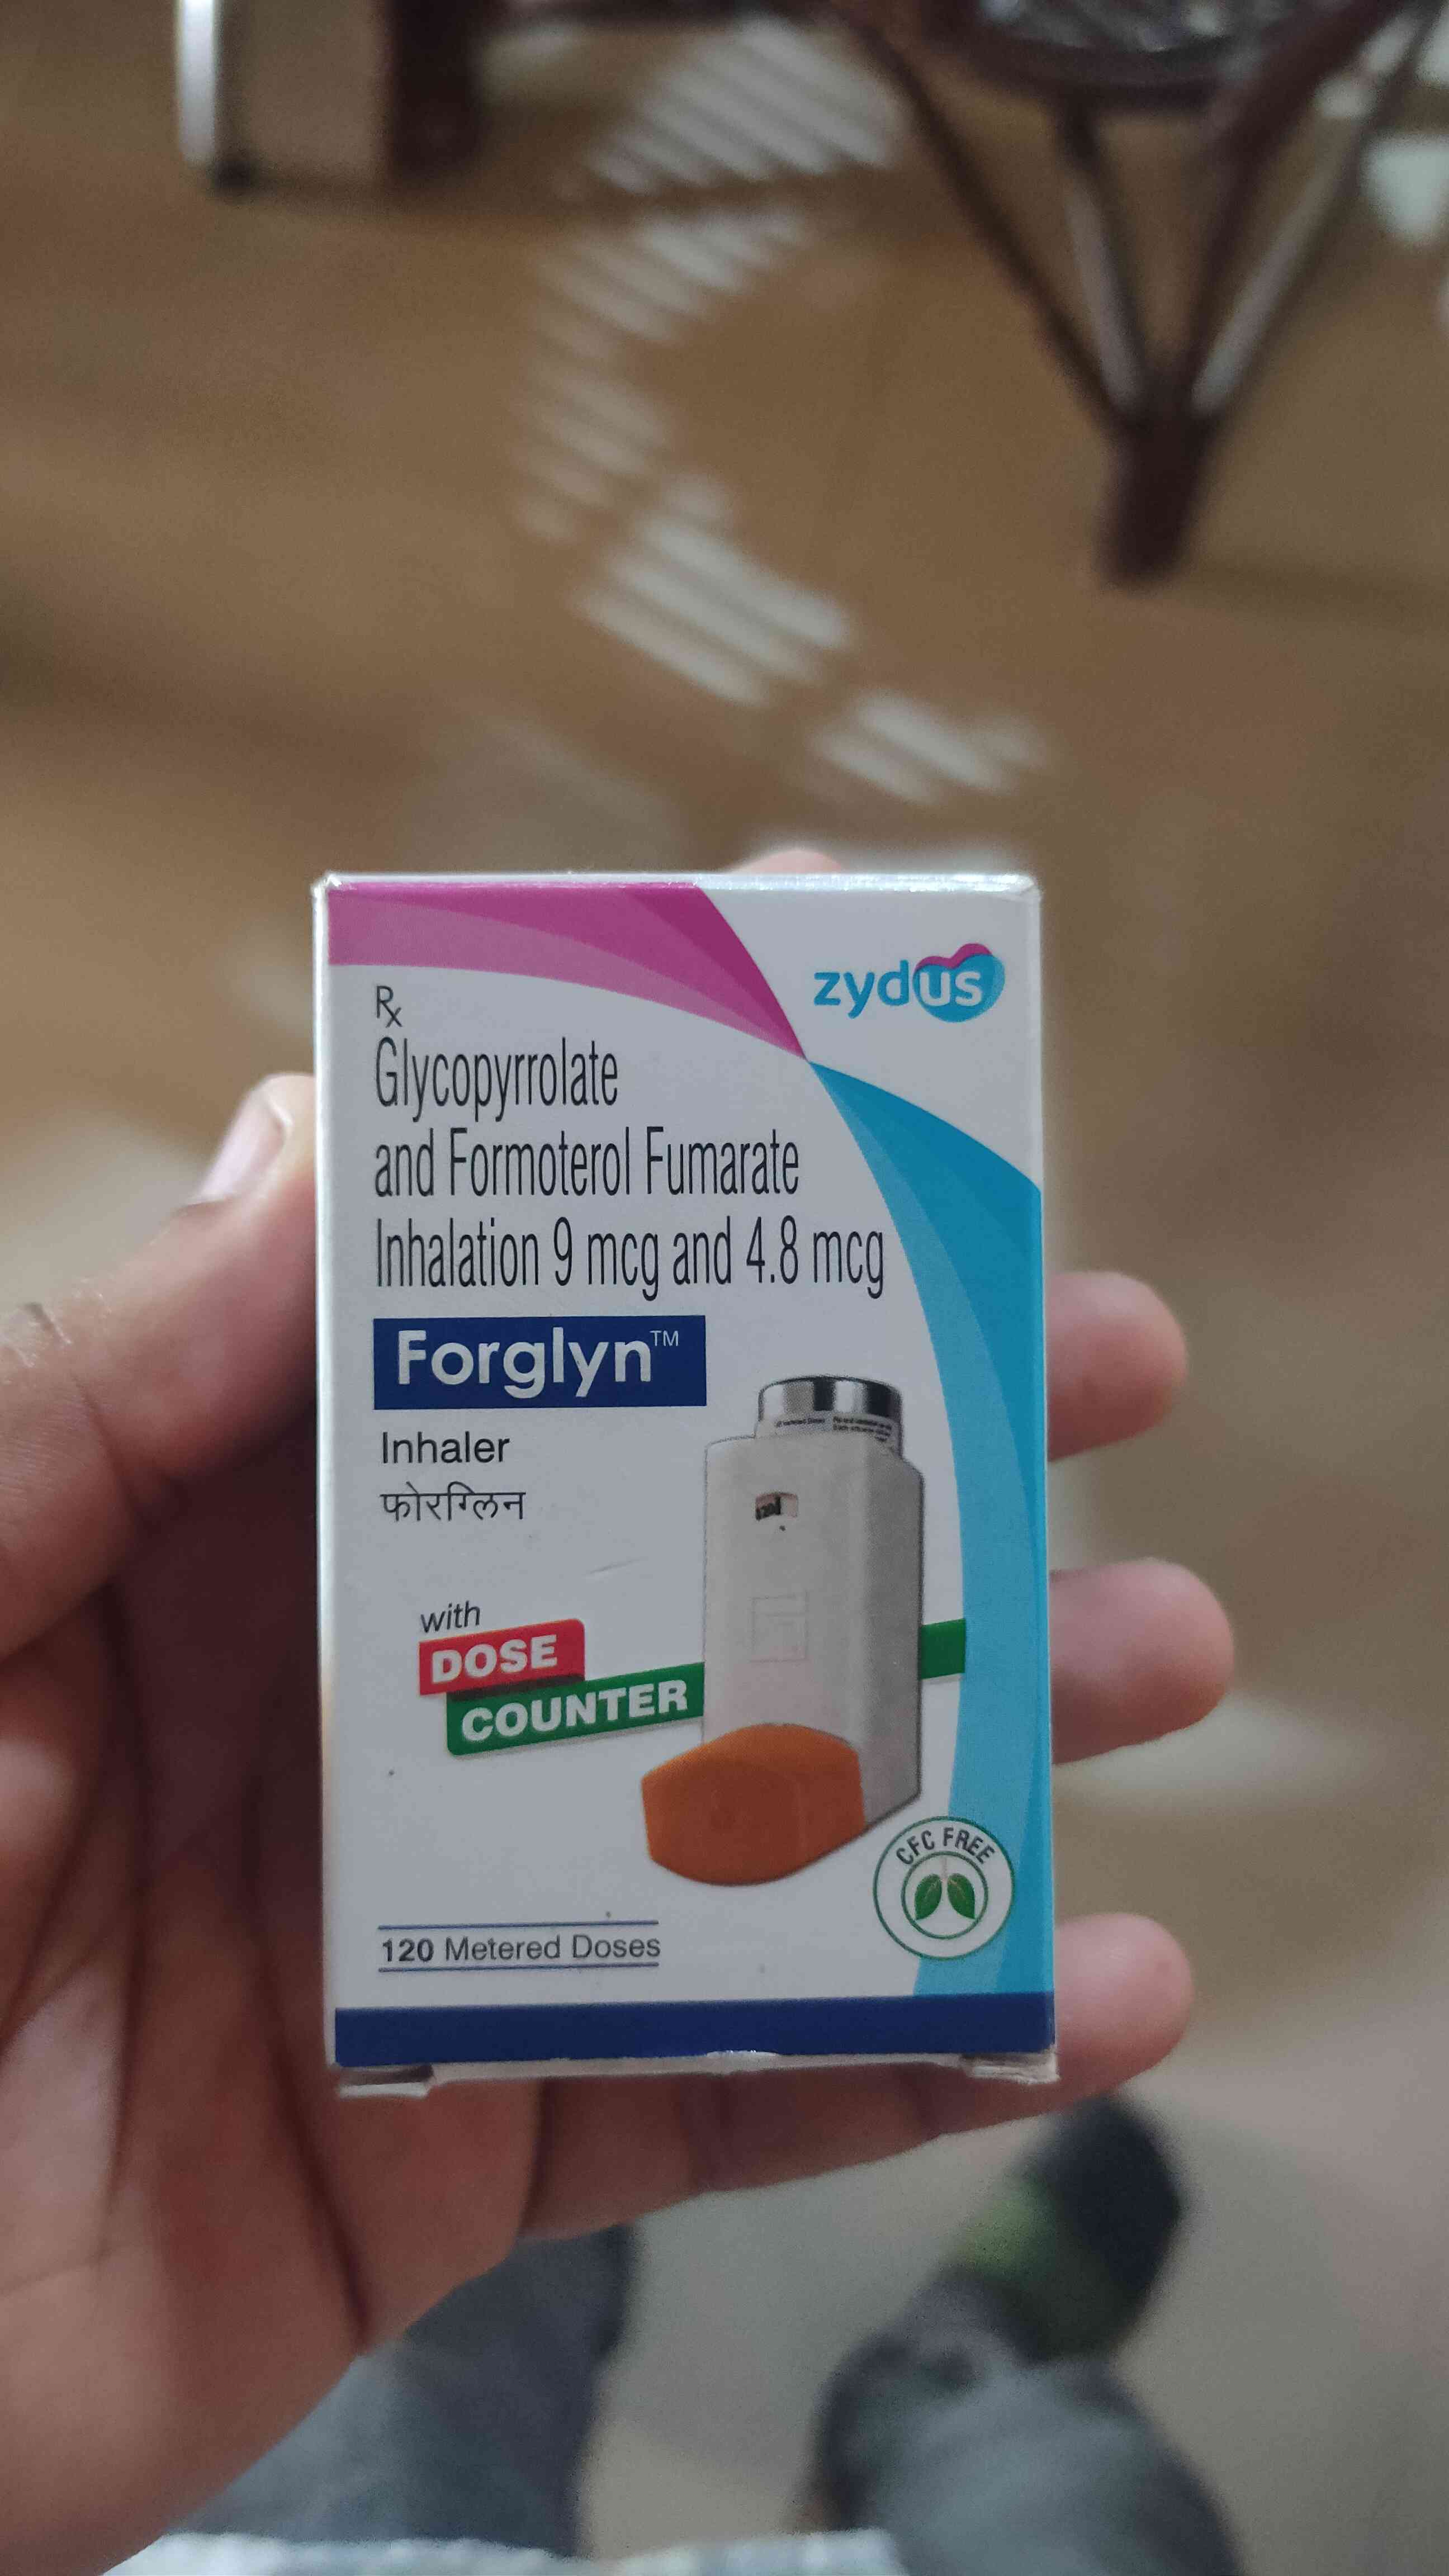 zydus
Rx
Glycopyrrolate
and Formoterol Fumarate
Inhalation 9 mcg and 4.8 mcg
Forglyn™
Inhaler
फोरग्लिन
with
DOSE
COUNTER
CFC FREE
120 Metered Doses